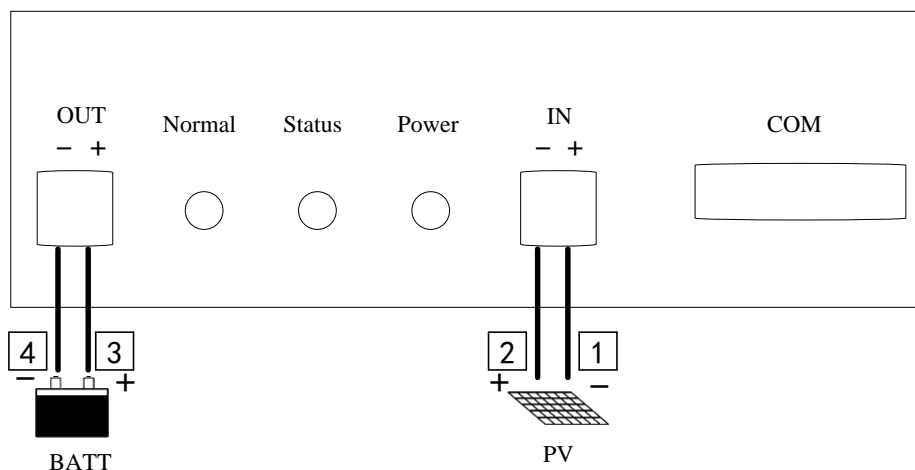 OUT
− +
Normal
Status
Power
IN
− +
COM
4
3
2
1
− +
+ −
BATT
PV